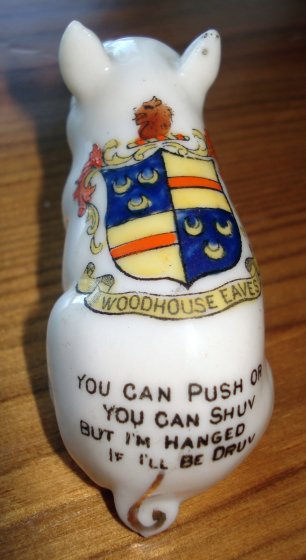 WOODHOUSE EAVES
YOU CAN PUSH OR
YOU CAN SHUV
BUT I'M HANGED
IF I'LL BE DRUV